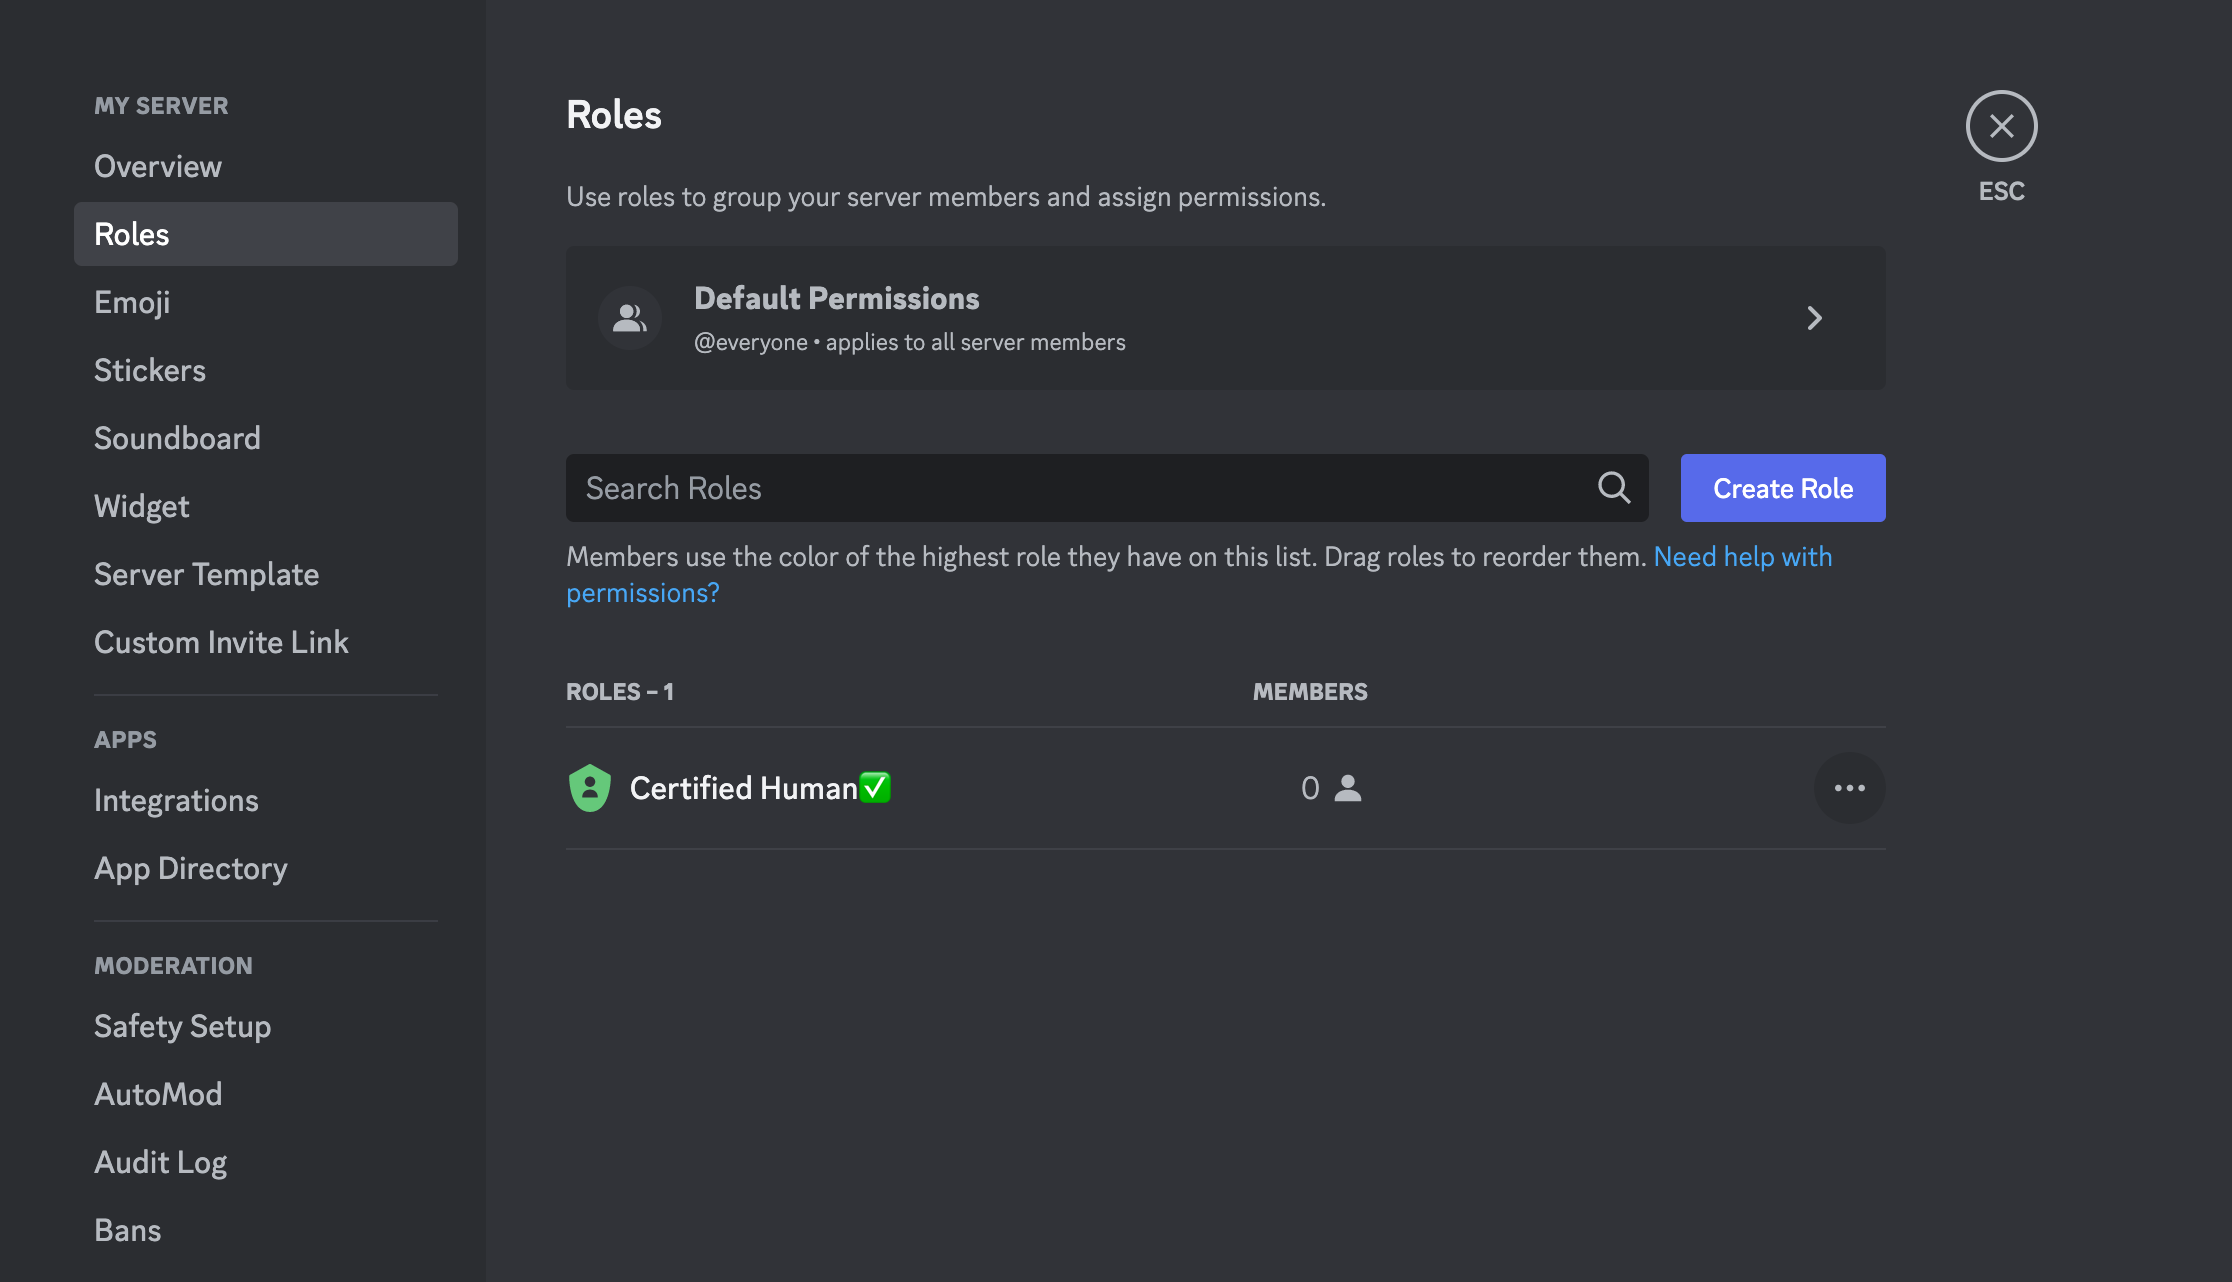 MY SERVER
Overview
Roles
Emoji
Stickers
Soundboard
Widget
Server Template
Custom Invite Link
APPS
Integrations
App Directory
MODERATION
Safety Setup
AutoMod
Audit Log
Bans
Roles
Use roles to group your server members and assign permissions.
Default Permissions
@everyone • applies to all server members
Search Roles
Create Role
Members use the color of the highest role they have on this list. Drag roles to reorder them. Need help with
permissions?
ROLES – 1
MEMBERS
Certified Human✅
0
ESC